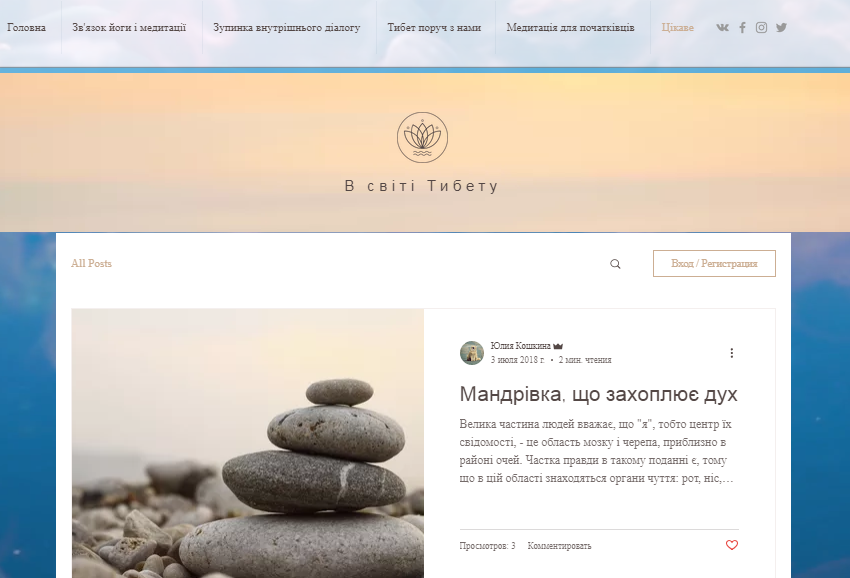 Головна
Зв'язок йоги і медитації
Зупинка внутрішнього діалогу
Тибет поруч з нами
Медитація для початківців
Цікаве
В світі Тибету
All Posts
Вход / Регистрация
Юлия Кошкина
3 июля 2018 г. • 2 мин. чтения
Мандрівка, що захоплює дух
Велика частина людей вважає, що "я", тобто центр їх
свідомості, - це область мозку і черепа, приблизно в
районі очей. Частка правди в такому поданні є, тому
що в цій області знаходяться органи чуття: рот, ніс,…
Просмотров: 3
Комментировать